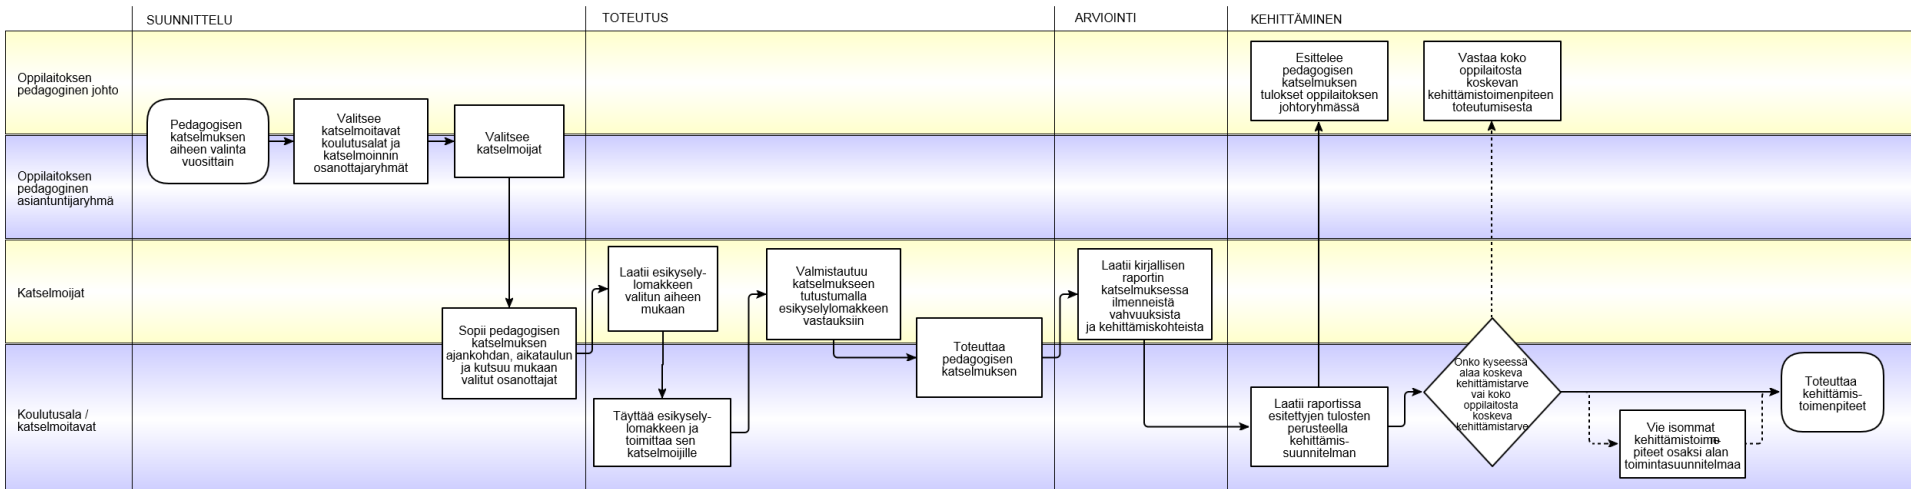 SUUNNITTELU
TOTEUTUS
ARVIOINTI
KEHITTÄMINEN
Oppilaitoksen
pedagoginen johto
Oppilaitoksen
pedagoginen
asiantuntijaryhmä
Katselmoijat
Koulutusala /
katselmoitavat
Pedagogisen
katselmuksen
aiheen valinta
vuosittain
Valitsee
katselmoitavat
koulutusalat ja
katselmoinnin
osanottajaryhmät
Valitsee
katselmoijat
Sopii pedagogisen
katselmuksen
ajankohdan, aikataulun
ja kutsuu mukaan
valitut osanottajat
Laatii esikysely-
lomakkeen
valitun aiheen
mukaan
Täyttää esikysely-
lomakkeen ja
toimittaa sen
katselmoijille
Valmistautuu
katselmukseen
tutustumalla
esikyselylomakkeen
vastauksiin
Toteuttaa
pedagogisen
katselmuksen
Laatii kirjallisen
raportin
katselmuksessa
ilmenneistä
vahvuuksista
ja kehittämiskohteista
Esittelee
pedagogisen
katselmuksen
tulokset oppilaitoksen
johtoryhmässä
Laatii raportissa
esitettyjen tulosten
perusteella
kehittämis-
suunnitelman
Vastaa koko
oppilaitosta
koskevan
kehittämistoimenpiteen
toteutumisesta
Onko kyseessä
alaa koskeva
kehittämistarve
vai koko
oppilaitosta
koskeva
kehittämistarve
Vie isommat
kehittämistoime-
piteet osaksi alan
toimintasuunnitelmaa
Toteuttaa
kehittämis-
toimenpiteet